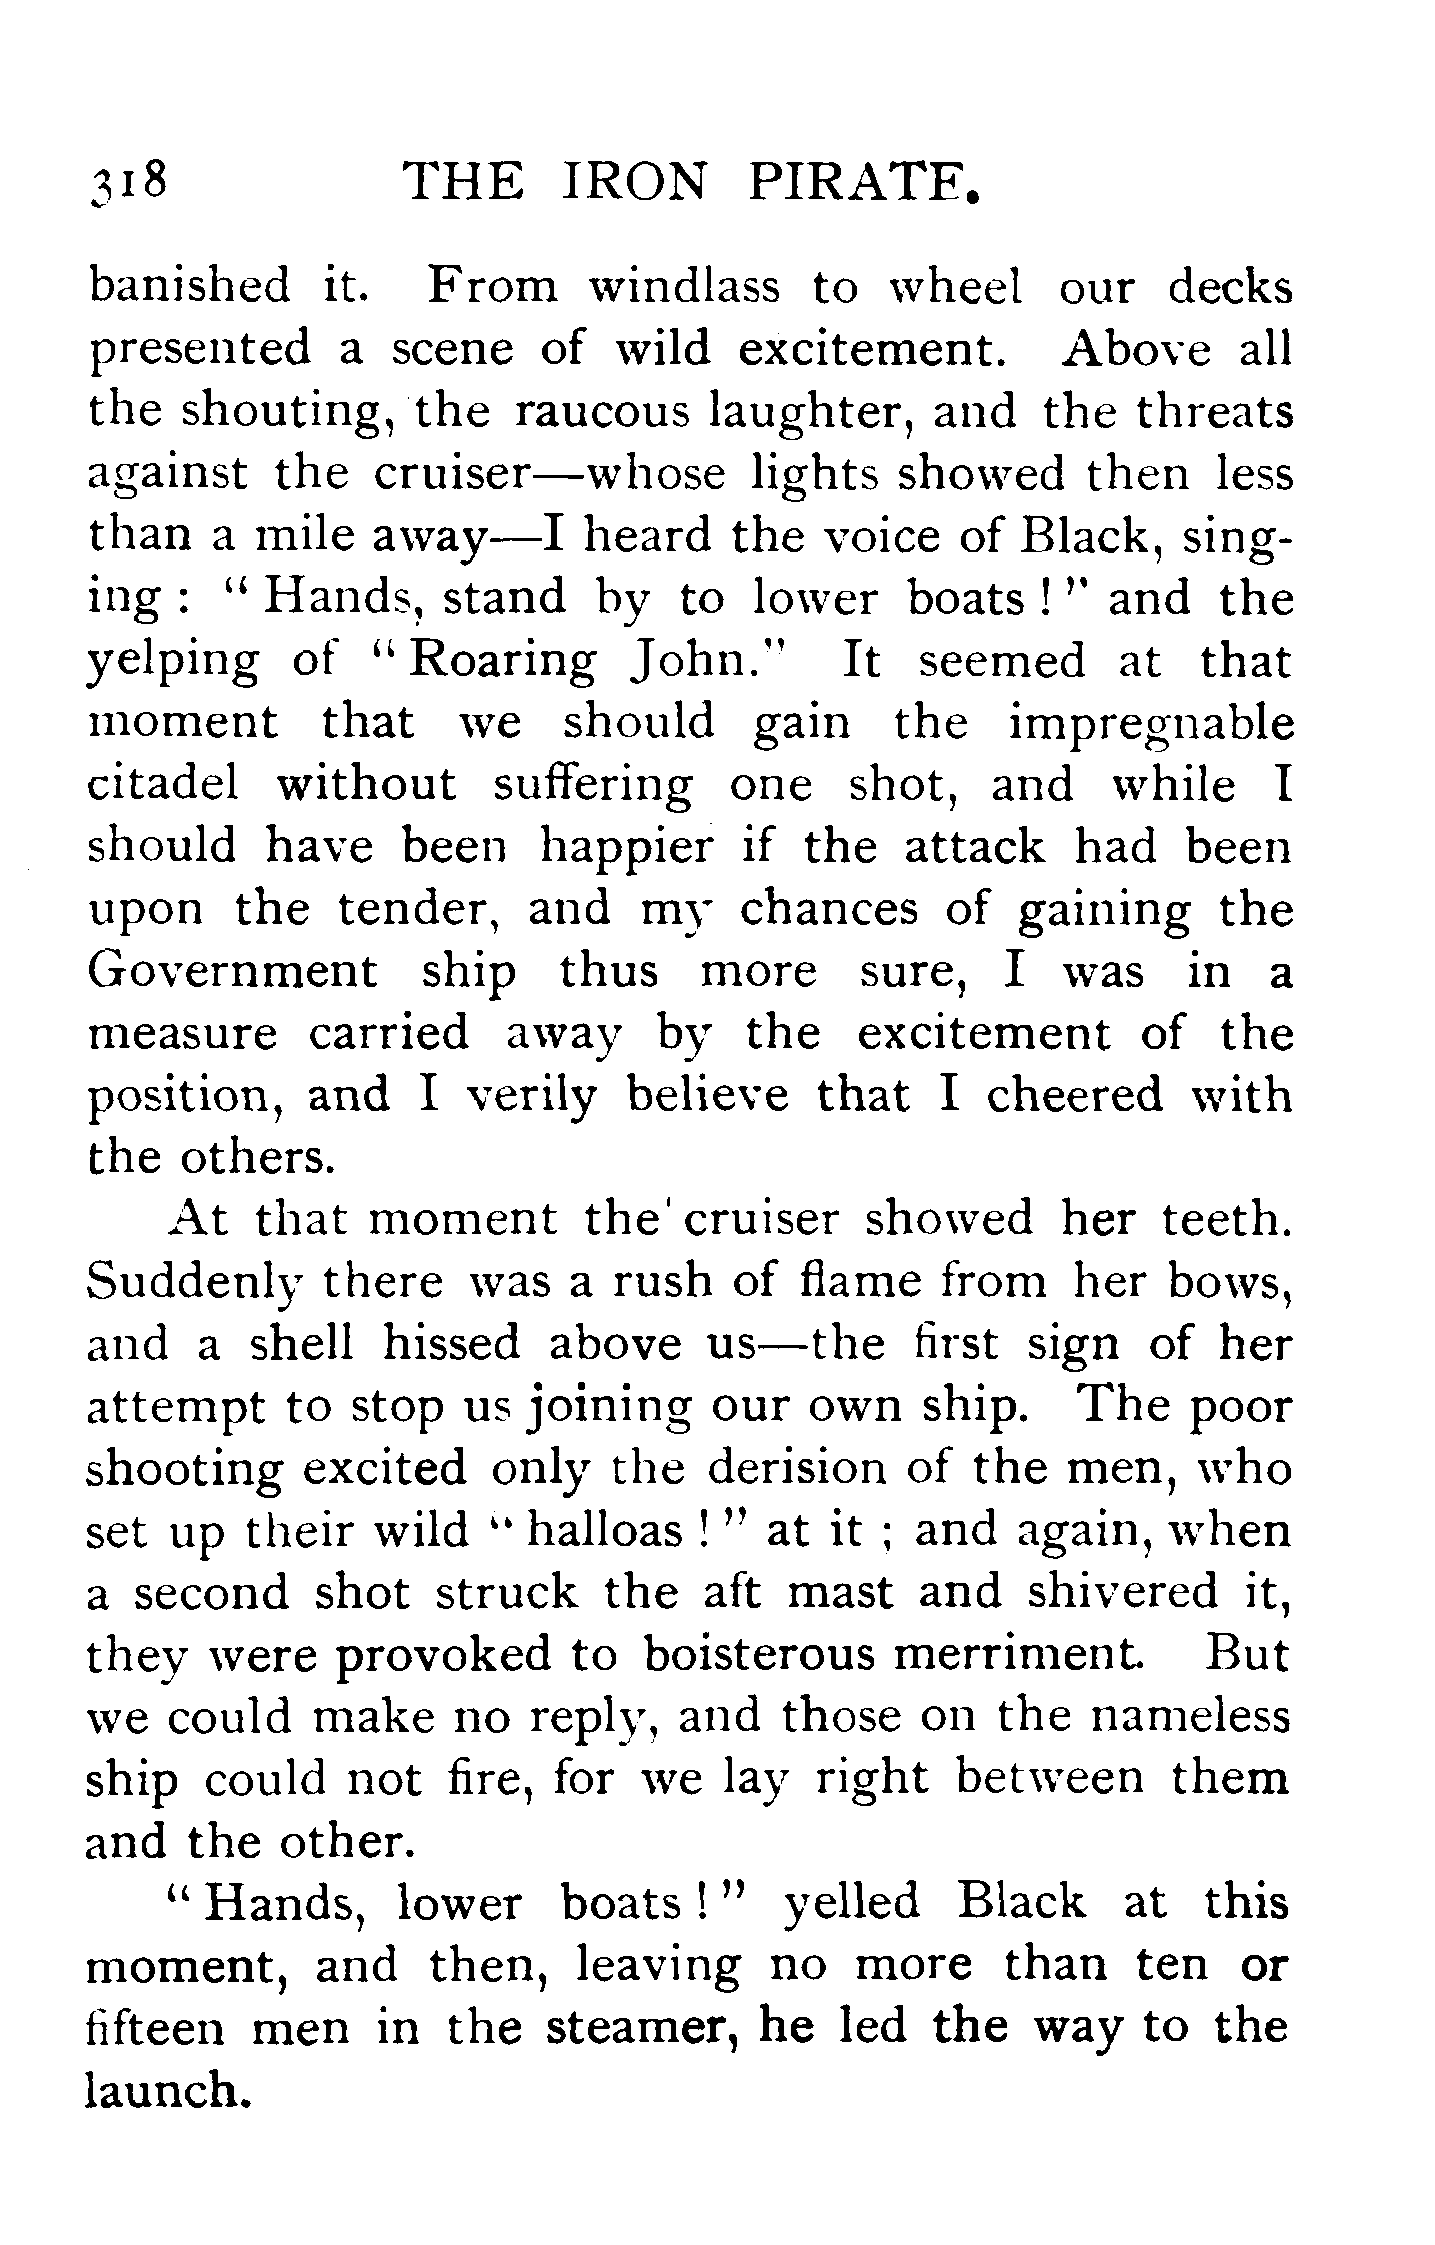 318 THE IRON PIRATE.
banished it. From windlass to wheel our decks
presented a scene of wild excitement. Above all
the shouting, the raucous laughter, and the threats
against the cruiser—whose lights showed then less
than a mile away—I heard the voice of Black, sing-
ing : “ Hands, stand by to lower boats ! ” and the
yelping of “ Roaring John.” It seemed at that
moment that we should gain the impregnable
citadel without suffering one shot, and while I
should have been happier if the attack had been
upon the tender, and my chances of gaining the
Government ship thus more sure, I was in a
measure carried away by the excitement of the
position, and I verily believe that I cheered with
the others.
At that moment the cruiser showed her teeth.
Suddenly there was a rush of flame from her bows,
and a shell hissed above us—the first sign of her
attempt to stop us joining our own ship. The poor
shooting excited only the derision of the men, who
set up their wild “ halloas ! ” at it ; and again, when
a second shot struck the aft mast and shivered it,
they were provoked to boisterous merriment. But
we could make no reply, and those on the nameless
ship could not fire, for we lay right between them
and the other.
“ Hands, lower boats ! ” yelled Black at this
moment, and then, leaving no more than ten or
fifteen men in the steamer, he led the way to the
launch.